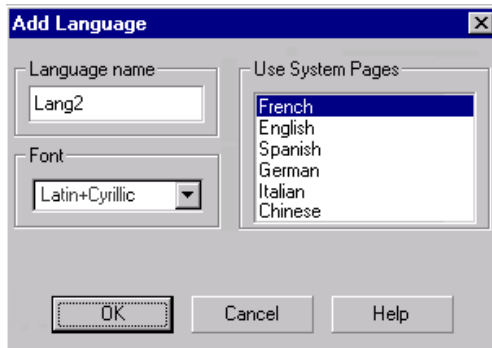 Add Language
Language name
Lang2
Font
Latin+Cyrillic
Use System Pages
French
English
Spanish
German
Italian
Chinese
OK
Cancel
Help